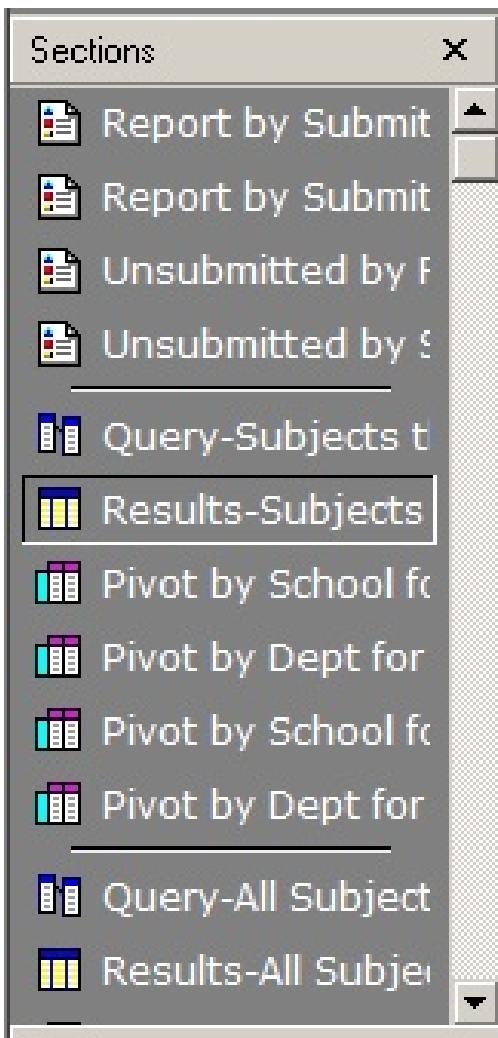 Sections
Report by Submit
Report by Submit
Unsubmitted by
Unsubmitted by
Query-Subjects
Results-Subjects
Pivot by School
Pivot by Dept for
Pivot by School
Pivot by Dept for
Query-All Subject
Results-All